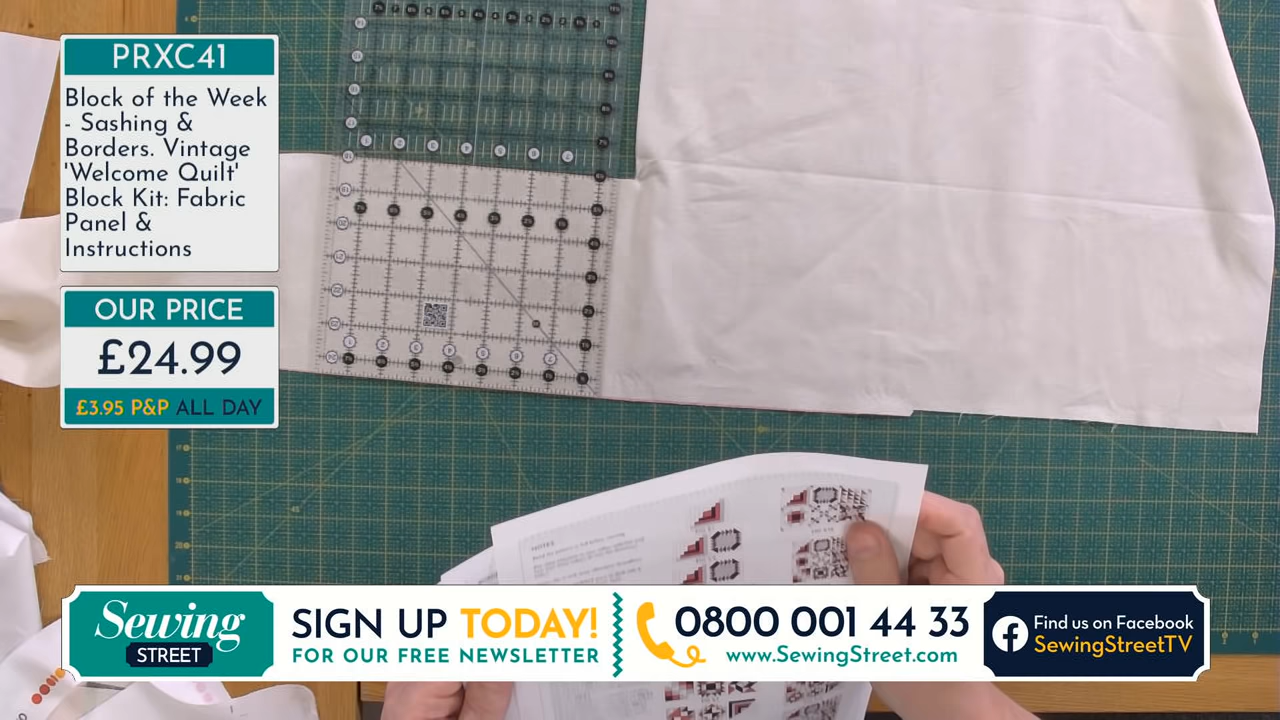 PRXC41
Block of the Week
- Sashing &
Borders. Vintage
'Welcome Quilt'
Block Kit: Fabric
Panel &
Instructions
OUR PRICE
£24.99
£3.95 P&P ALL DAY
NOTES
Sewing
STREET
SIGN UP TODAY!
FOR OUR FREE NEWSLETTER
0800 001 44 33
www.SewingStreet.com
Find us on Facebook
SewingStreetTV